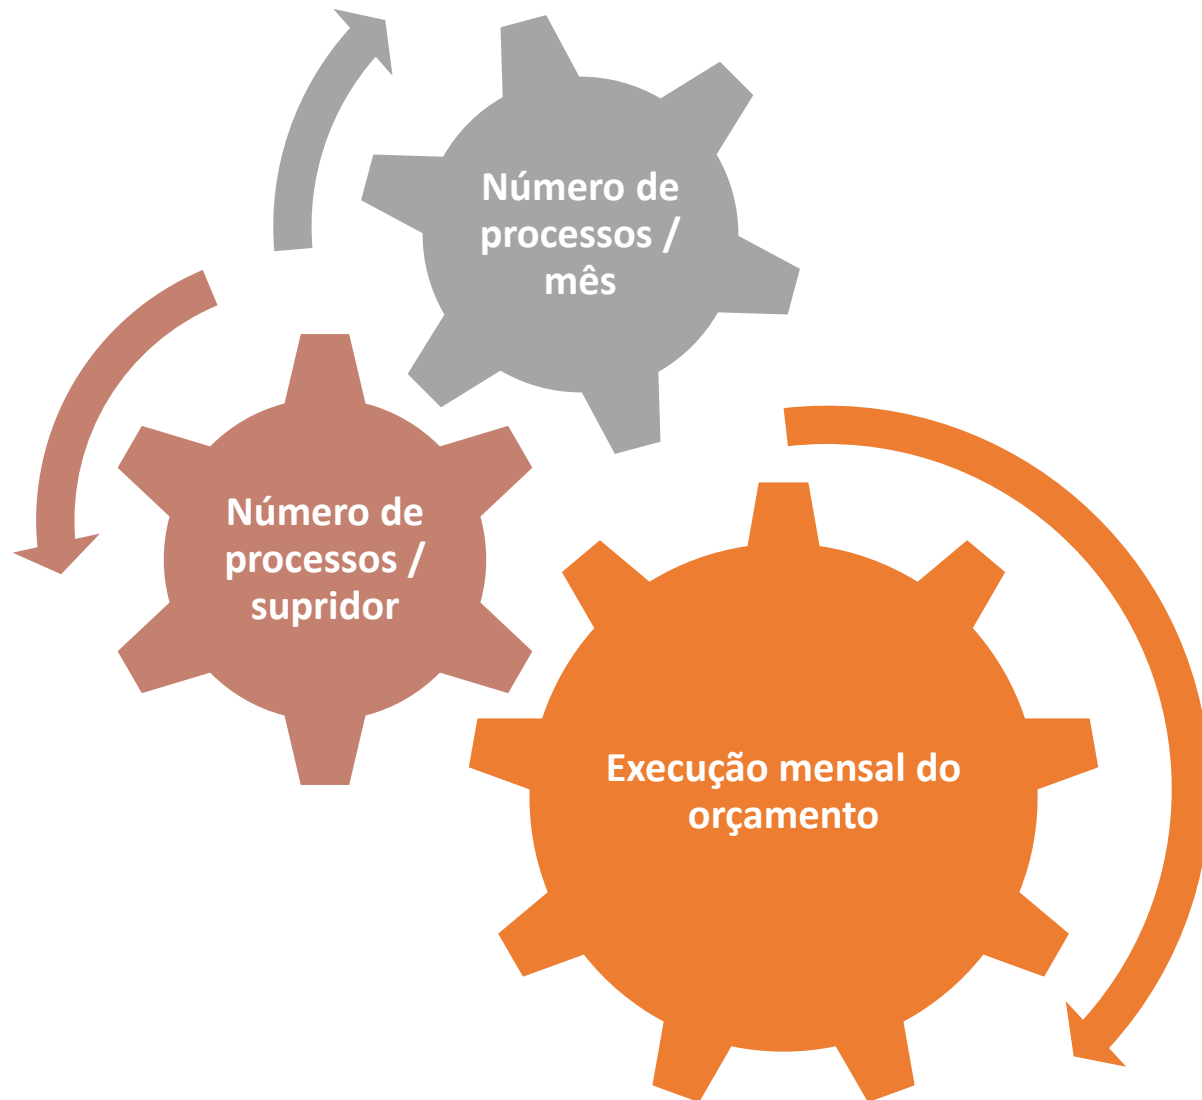 Número de
processos /
mês
Número de
processos /
supridor
Execução mensal do
orçamento